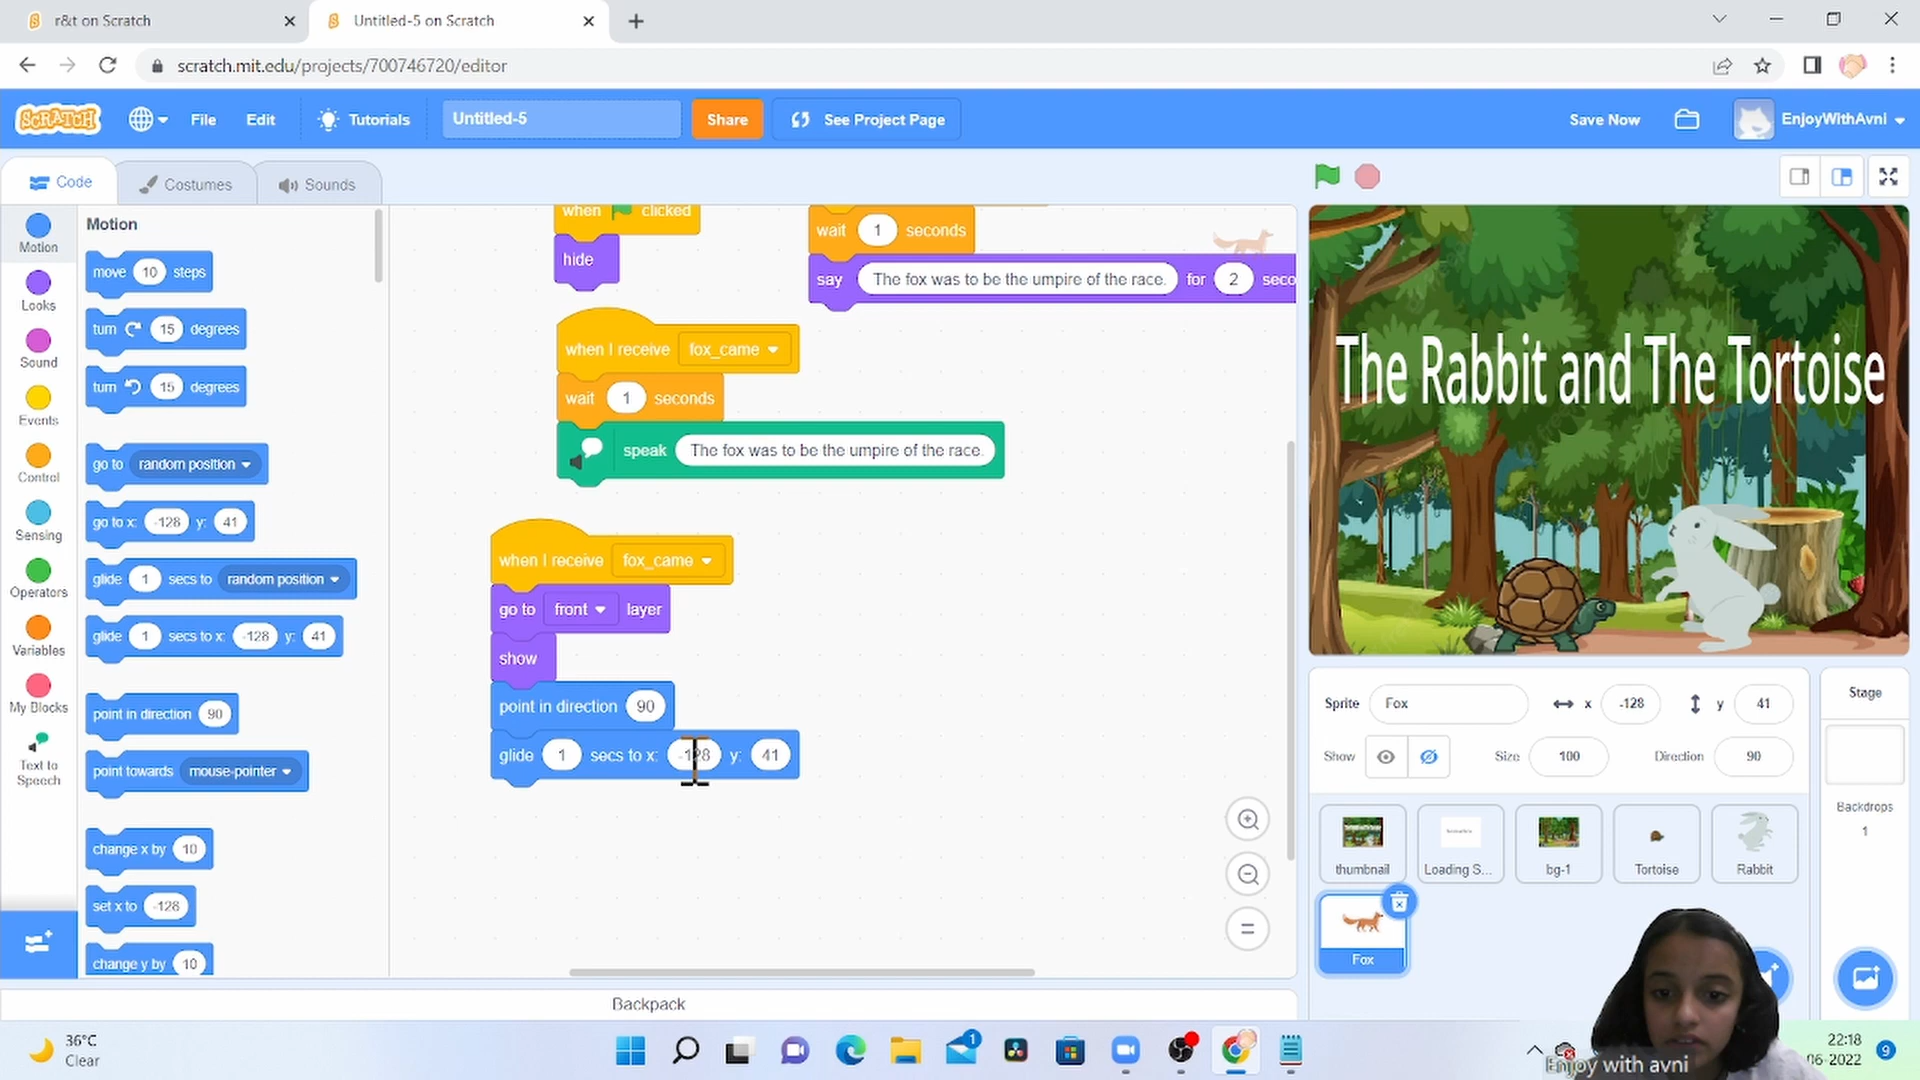 r&t on Scratch
Untitled-5 on Scratch
scratch.mit.edu/projects/700746720/editor
SCRATCH
File
Edit
Tutorials
Untitled-5
Share
See Project Page
Save Now
EnjoyWithAvni
Code
Costumes
Sounds
Motion
Looks
Sound
Events
Control
Sensing
Operators
Variables
My Blocks
Text to
Speech
Motion
move 10 steps
turn 15 degrees
turn 15 degrees
go to random position
go to x: -128 y: 41
glide 1 secs to random position
glide 1 secs to x: -128 y: 41
point in direction 90
point towards mouse-pointer
change x by 10
set x to -128
change y by 10
when clicked
hide
wait 1 seconds
say The fox was to be the umpire of the race. for 2 seco
when I receive fox_came
wait 1 seconds
speak The fox was to be the umpire of the race.
when I receive fox_came
go to front layer
show
point in direction 90
glide 1 secs to x: -128 y: 41
The Rabbit and The Tortoise
Sprite Fox x -128 y 41
Show Size 100 Direction 90
Stage
Backdrops
1
thumbnail
Loading S...
bg-1
Tortoise
Rabbit
Fox
Backpack
36°C
Clear
1
22:18
06-2022
9
Enjoy with avni